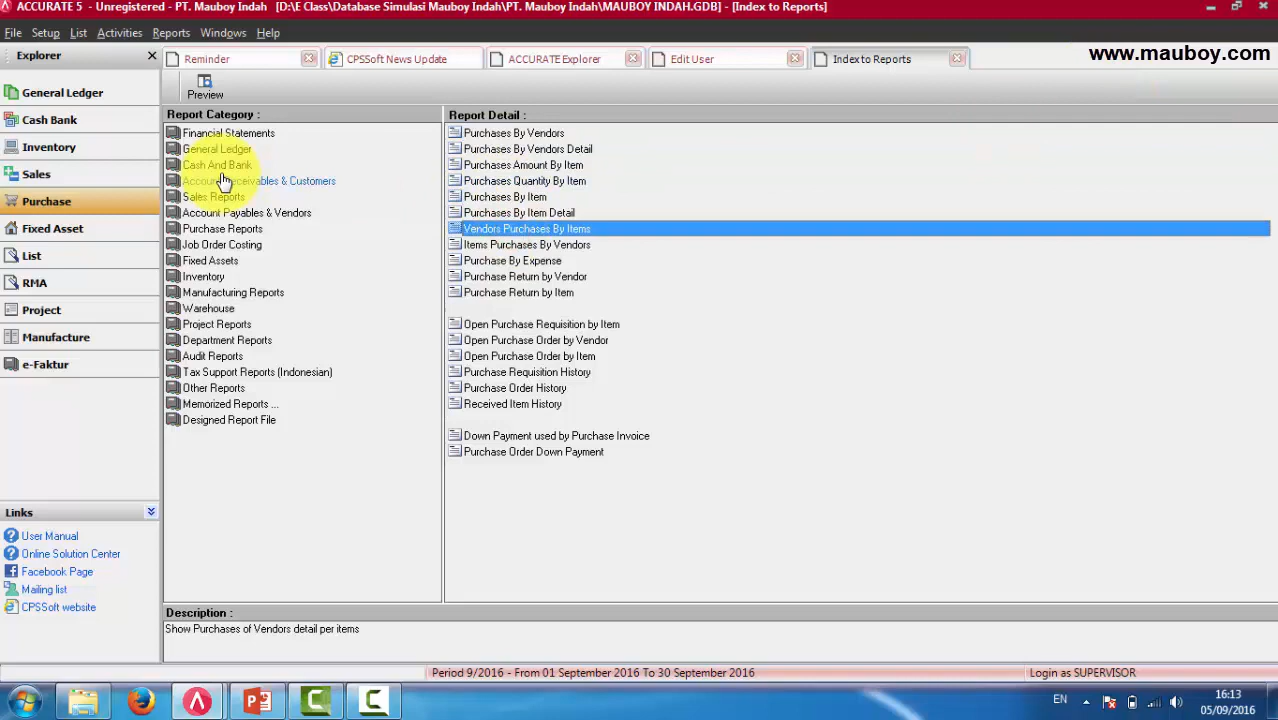 ACCURATE 5 - Unregistered - PT. Mauboy Indah    [D:\E Class\Database Simulasi Mauboy Indah\PT. Mauboy Indah\MAUBOY INDAH.GDB] - [Index to Reports]
File Setup List Activities Reports Windows Help
Explorer
Reminder
CPSSoft News Update
ACCURATE Explorer
Edit User
Index to Reports
www.mauboy.com
Preview
General Ledger
Cash Bank
Inventory
Sales
Purchase
Fixed Asset
List
RMA
Project
Manufacture
e-Faktur
Links
User Manual
Online Solution Center
Facebook Page
Mailing list
CPSSoft website
Report Category :
Financial Statements
General Ledger
Cash And Bank
Account Receivables & Customers
Sales Reports
Account Payables & Vendors
Purchase Reports
Job Order Costing
Fixed Assets
Inventory
Manufacturing Reports
Warehouse
Project Reports
Department Reports
Audit Reports
Tax Support Reports (Indonesian)
Other Reports
Memorized Reports ...
Designed Report File
Report Detail :
Purchases By Vendors
Purchases By Vendors Detail
Purchases Amount By Item
Purchases Quantity By Item
Purchases By Item
Purchases By Item Detail
Vendors Purchases By Items
Items Purchases By Vendors
Purchase By Expense
Purchase Return by Vendor
Purchase Return by Item
Open Purchase Requisition by Item
Open Purchase Order by Vendor
Open Purchase Order by Item
Purchase Requisition History
Purchase Order History
Received Item History
Down Payment used by Purchase Invoice
Purchase Order Down Payment
Description :
Show Purchases of Vendors detail per items
Period 9/2016 - From 01 September 2016 To 30 September 2016
Login as SUPERVISOR
EN
16:13
05/09/2016